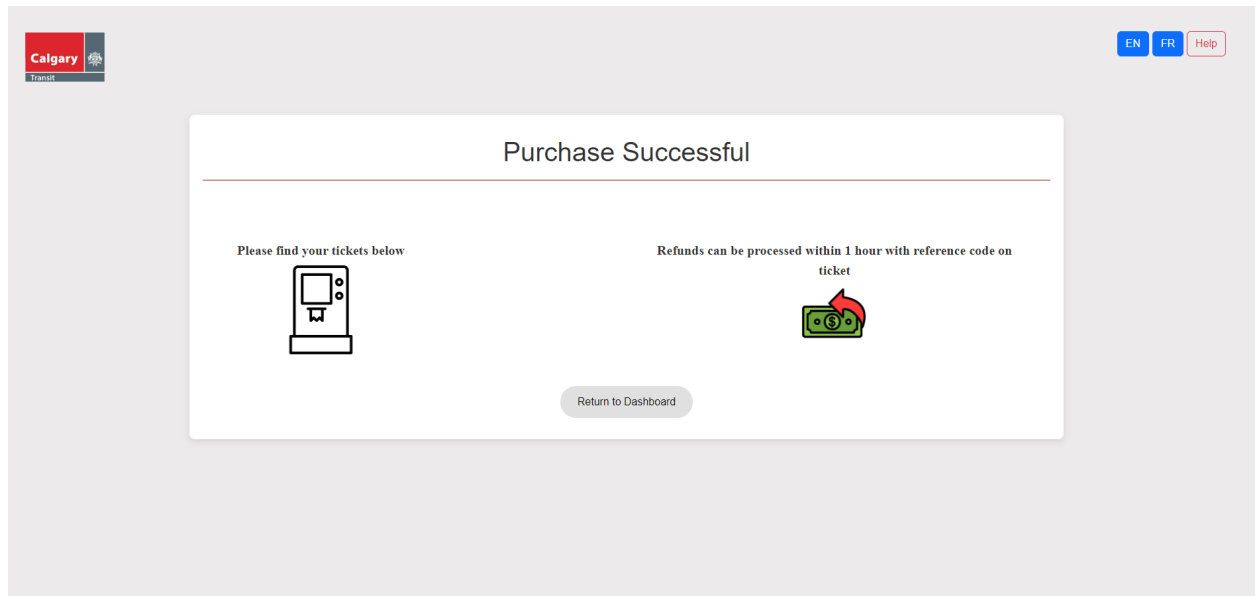 Calgary
Transit
EN FR Help
Purchase Successful
Please find your tickets below
Refunds can be processed within 1 hour with reference code on
ticket
$
Return to Dashboard